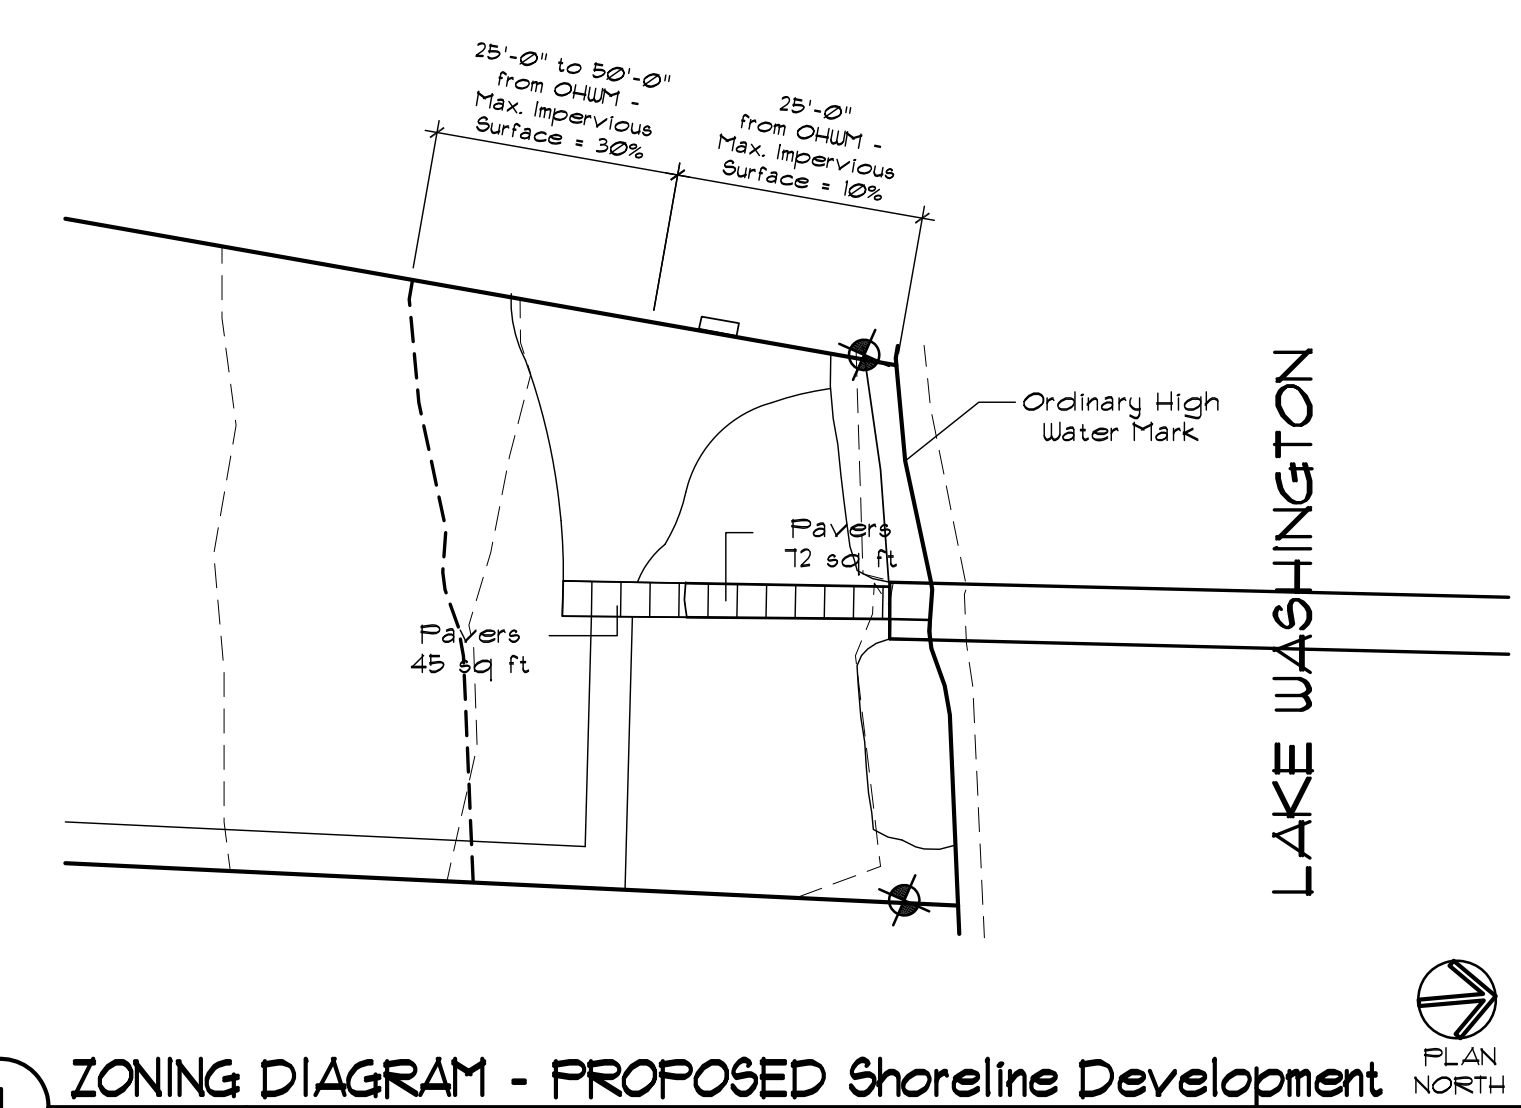 25'-0" to 50'-0"
from OHWM -
Max. Impervious
Surface = 30%
25'-0"
from OHWM -
Max. Impervious
Surface = 10%
Ordinary High
Water Mark
Pavers
72 sq ft
Pavers
45 sq ft
LAKE WASHINGTON
PLAN
NORTH
ZONING DIAGRAM - PROPOSED Shoreline Development